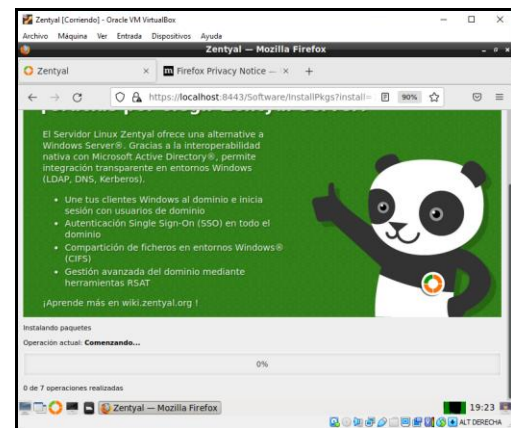 Zentyal [Corriendo] - Oracle VM VirtualBox
Archivo Máquina Ver Entrada Dispositivos Ayuda
Zentyal — Mozilla Firefox
Zentyal
Firefox Privacy Notice —
https://localhost:8443/Software/InstallPkgs?install=
90%
El Servidor Linux Zentyal ofrece una alternative a
Windows Server®. Gracias a la interoperabilidad
nativa con Microsoft Active Directory®, permite
integración transparente en entornos Windows
(LDAP, DNS, Kerberos).
• Une tus clientes Windows al dominio e inicia
sesión con usuarios de dominio
• Autenticación Single Sign-On (SSO) en todo el
dominio
• Compartición de ficheros en entornos Windows®
(CIFS)
• Gestión avanzada del dominio mediante
herramientas RSAT
¡Aprende más en wiki.zentyal.org !
Instalando paquetes
Operación actual: Comenzando...
0%
0 de 7 operaciones realizadas
Zentyal — Mozilla Firefox
19:23
ALT DERECHA